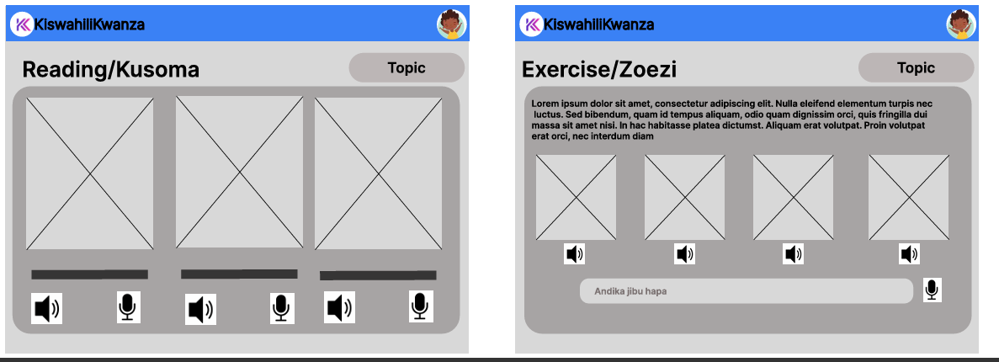 KiswahiliKwanza
Reading/Kusoma
Topic
KiswahiliKwanza
Exercise/Zoezi
Topic
Lorem ipsum dolor sit amet, consectetur adipiscing elit. Nulla eleifend elementum turpis nec
luctus. Sed bibendum, quam id tempus aliquam, odio quam dignissim orci, quis fringilla dui
massa sit amet nisi. In hac habitasse platea dictumst. Aliquam erat volutpat. Proin volutpat
erat orci, nec interdum diam
Andika jibu hapa